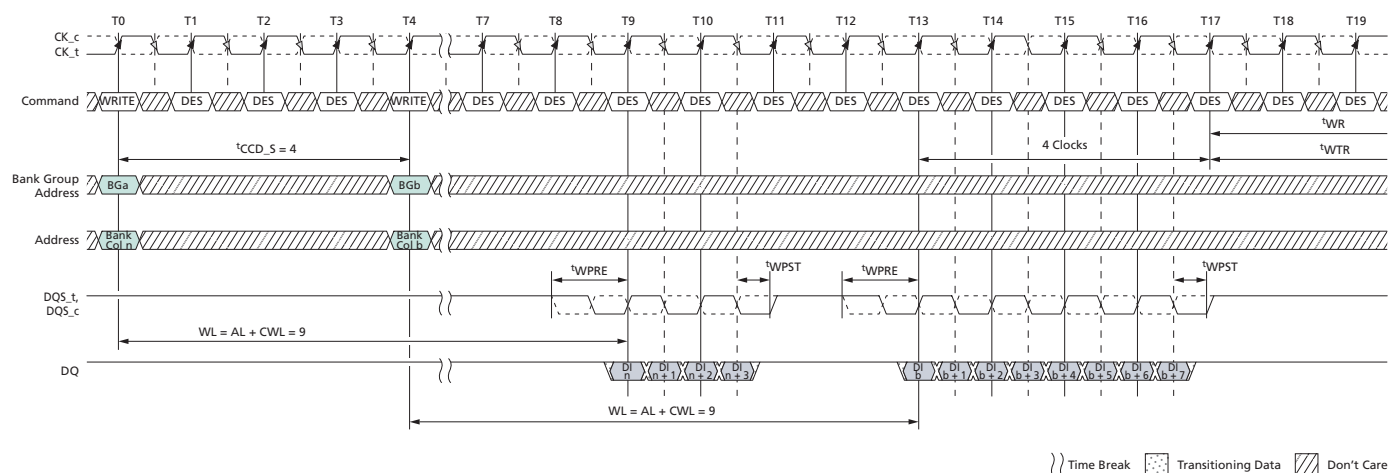 T0 T1 T2 T3 T4 T7 T8 T9 T10 T11 T12 T13 T14 T15 T16 T17 T18 T19
CK_c
CK_t
Command WRITE DES DES DES WRITE DES DES DES DES DES DES DES DES DES DES DES DES DES
tWR
tCCD_S = 4 4 Clocks tWTR
Bank Group
Address
BGa BGb
Address
Bank
Col n
Bank
Col b
tWPRE tWPST tWPRE tWPST
DQS_t,
DQS_c
WL = AL + CWL = 9
DQ
DI
n
DI
n + 1
DI
n + 2
DI
n + 3
DI
b
DI
b + 1
DI
b + 2
DI
b + 3
DI
b + 4
DI
b + 5
DI
b + 6
DI
b + 7
WL = AL + CWL = 9
Time Break Transitioning Data Don't Care